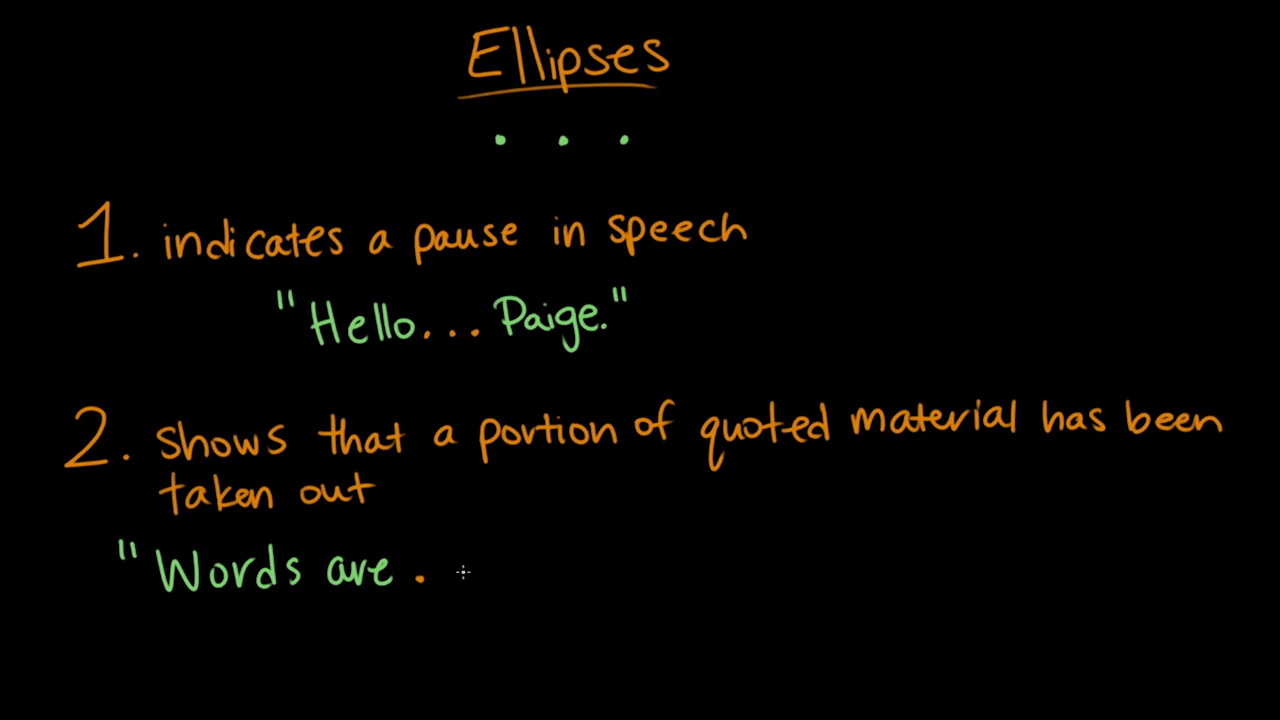 Ellipses
. . .
1. indicates a pause in speech
"Hello... Paige."
2. shows that a portion of quoted material has been
taken out
"Words are .